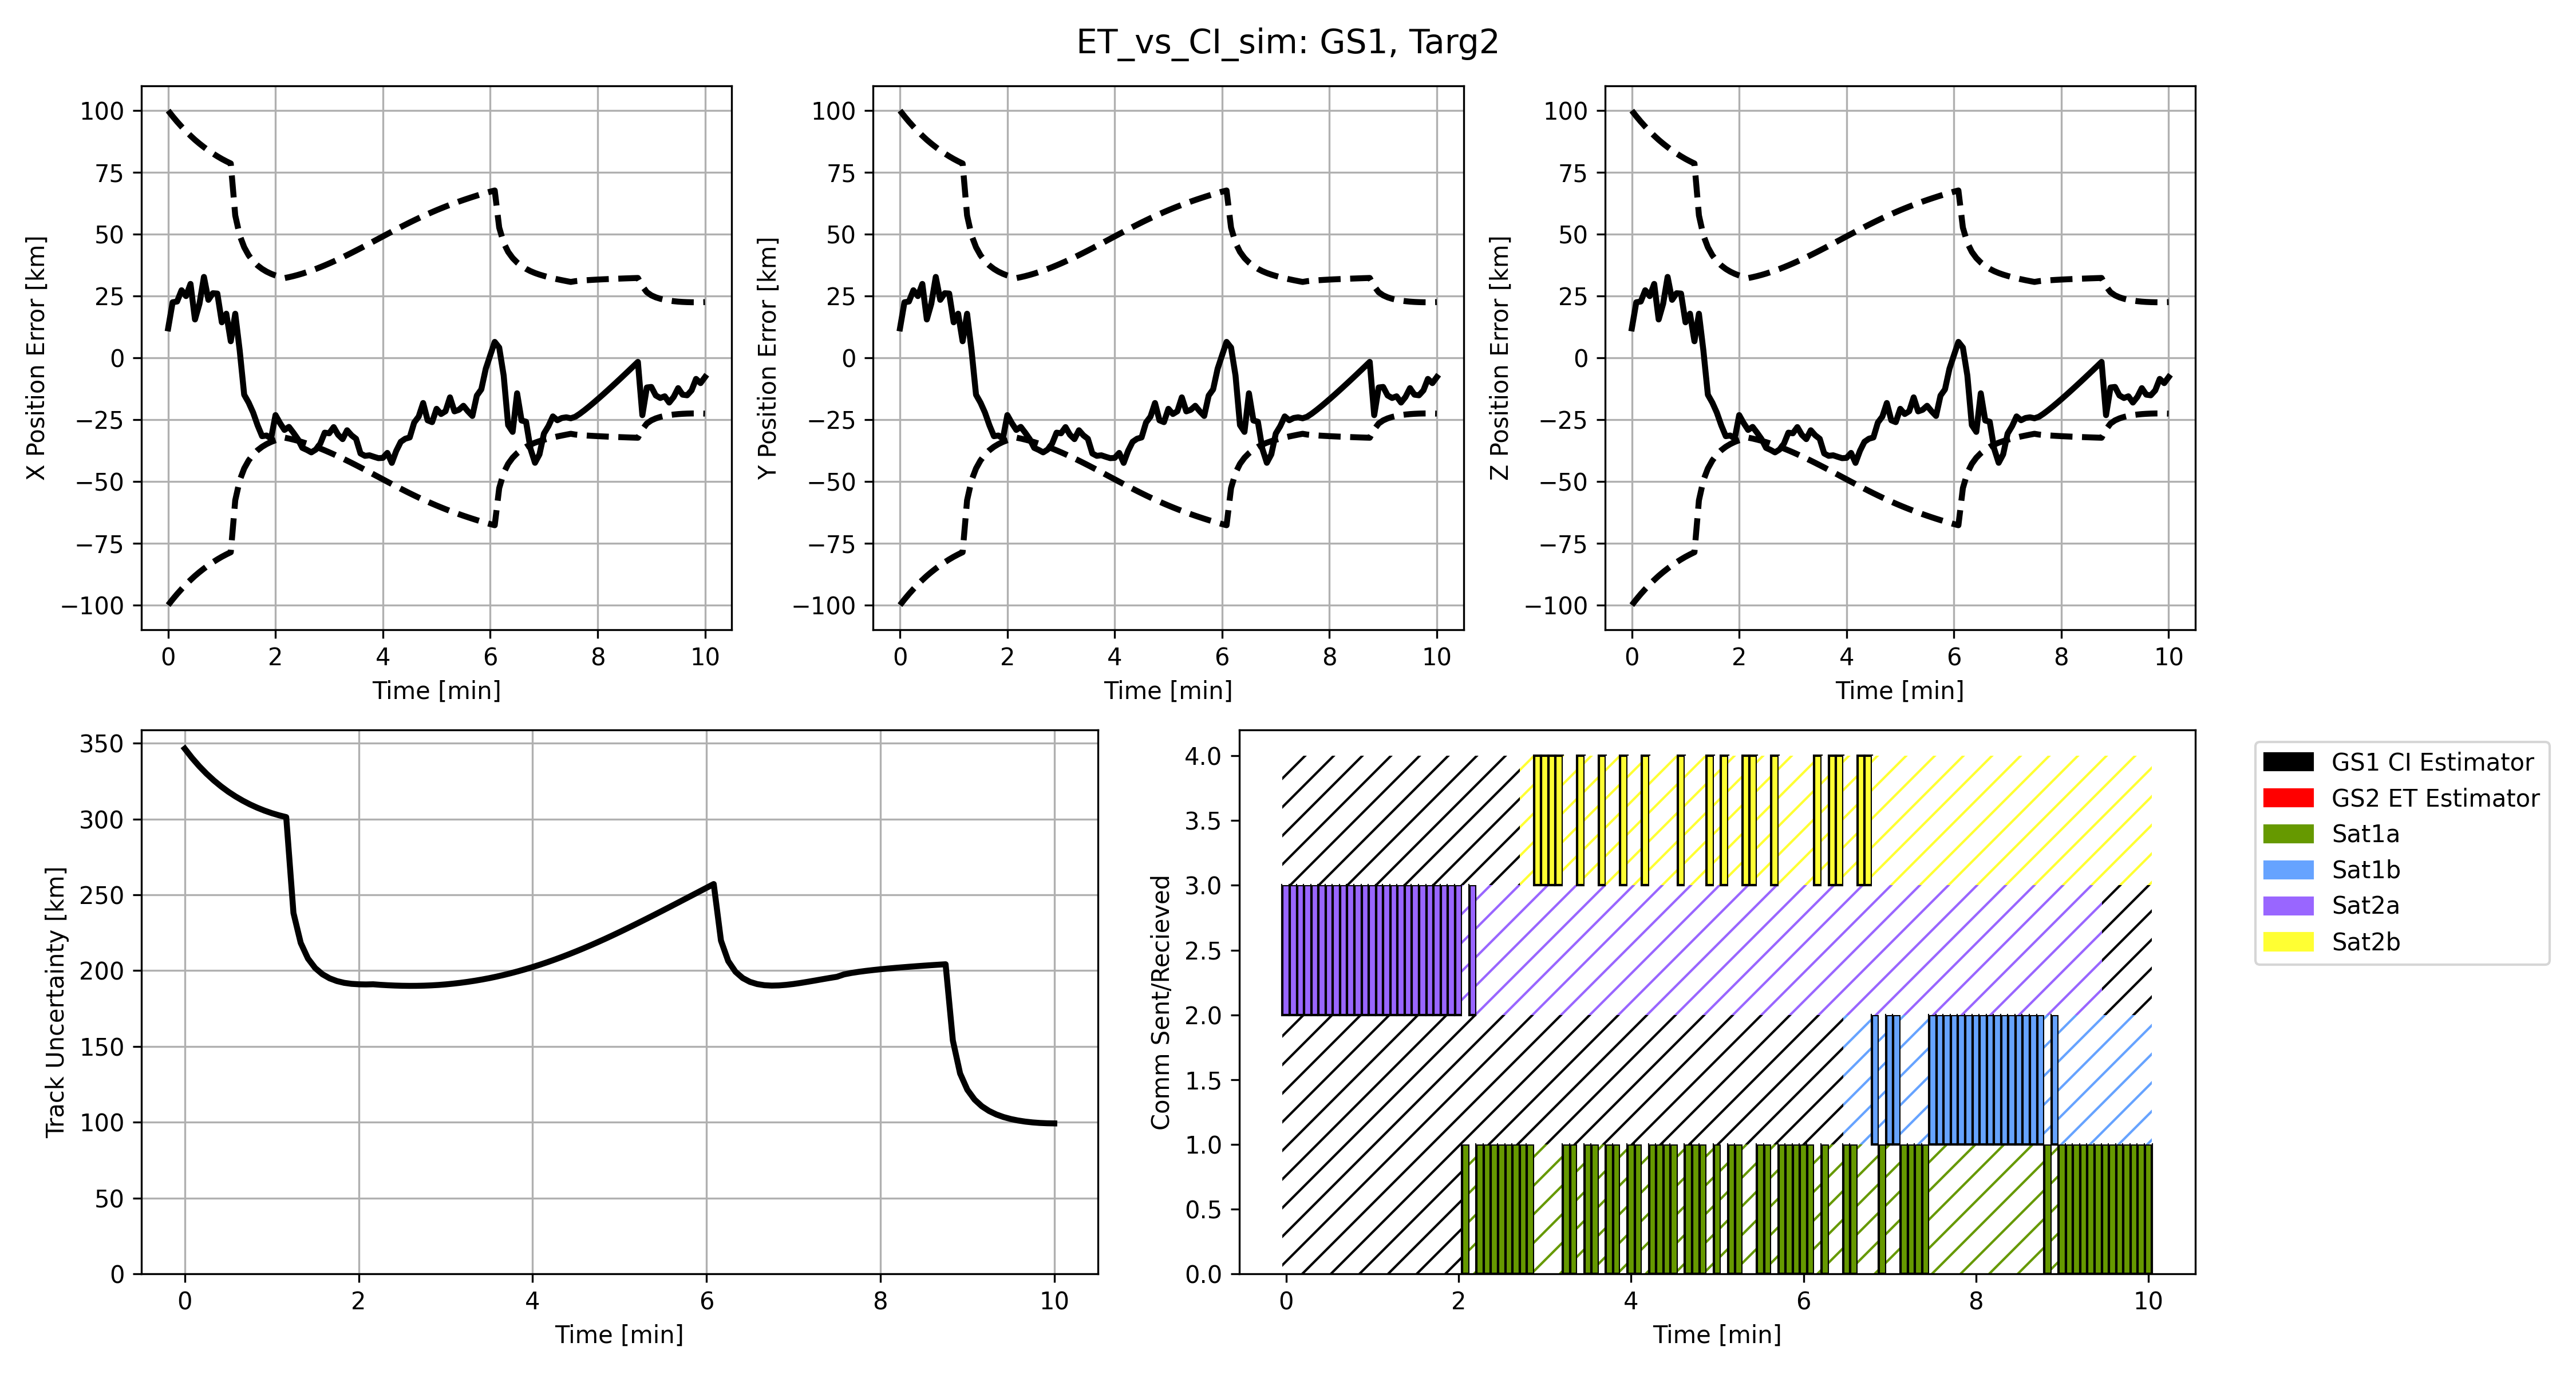 ET_vs_CI_sim: GS1, Targ2
X Position Error [km]
100
75
50
25
0
−25
−50
−75
−100
0 2 4 6 8 10
Time [min]
Y Position Error [km]
100
75
50
25
0
−25
−50
−75
−100
0 2 4 6 8 10
Time [min]
Z Position Error [km]
100
75
50
25
0
−25
−50
−75
−100
0 2 4 6 8 10
Time [min]
Track Uncertainty [km]
350
300
250
200
150
100
50
0
0 2 4 6 8 10
Time [min]
Comm Sent/Recieved
4.0
3.5
3.0
2.5
2.0
1.5
1.0
0.5
0.0
0 2 4 6 8 10
Time [min]
GS1 CI Estimator
GS2 ET Estimator
Sat1a
Sat1b
Sat2a
Sat2b